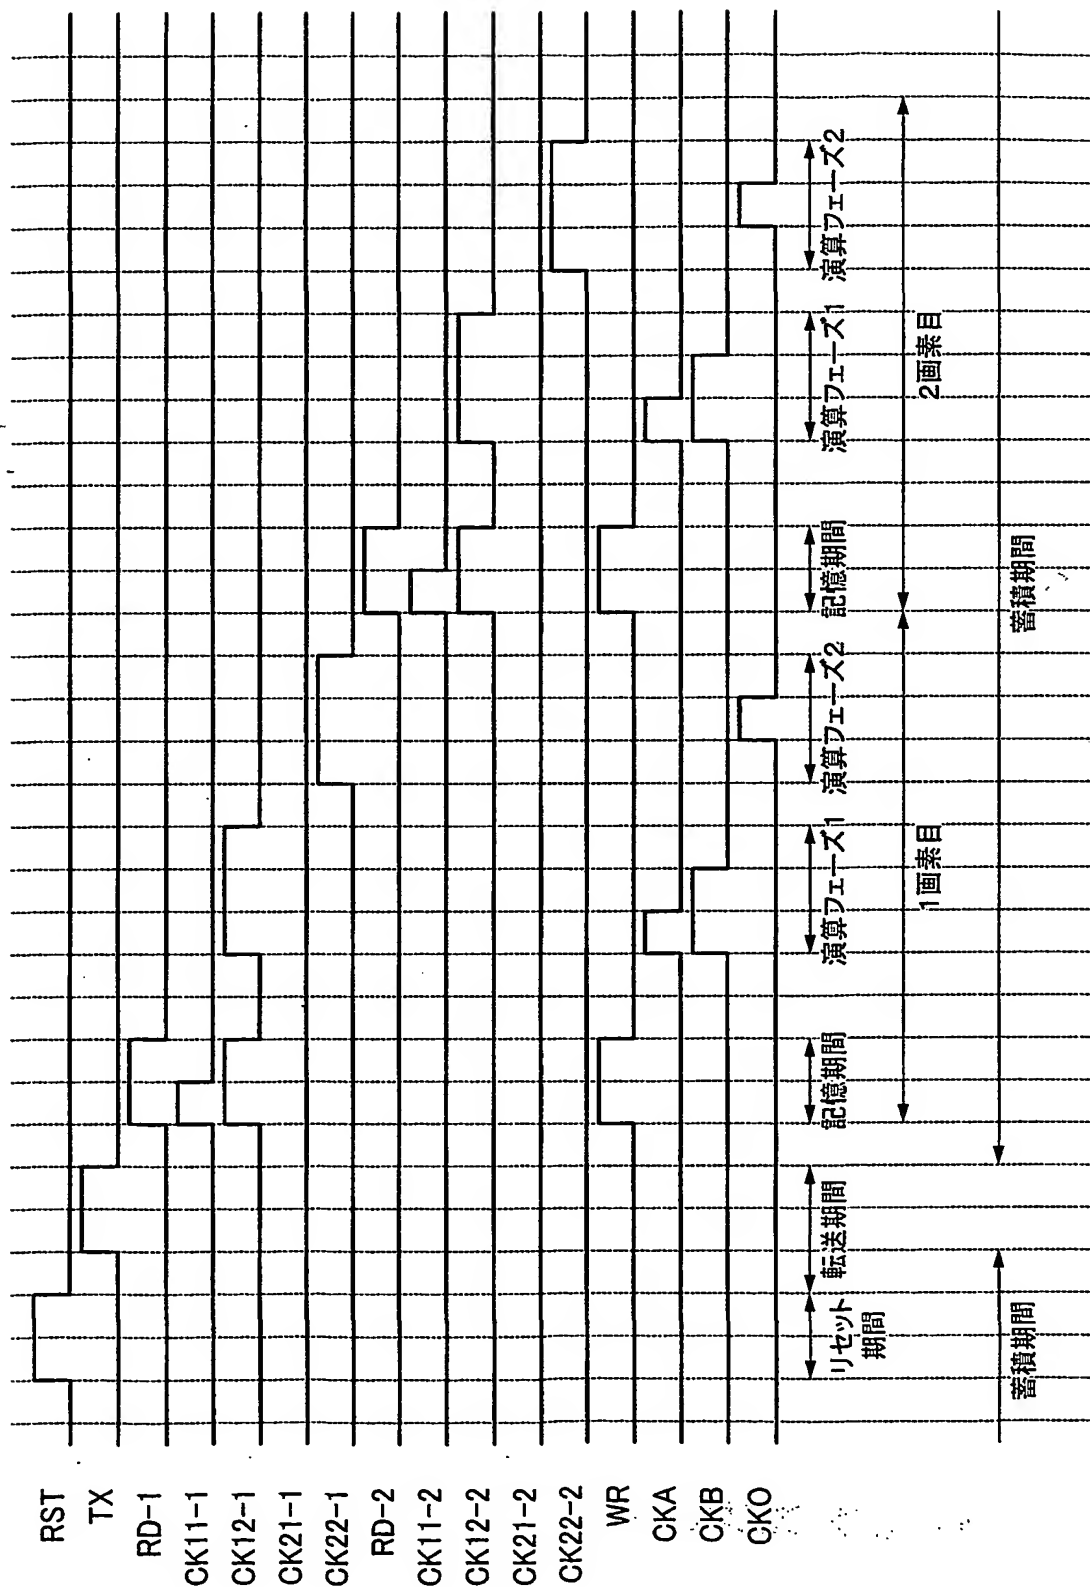 RST
TX
RD-1
CK11-1
CK12-1
CK21-1
CK22-1
RD-2
CK11-2
CK12-2
CK21-2
CK22-2
WR
CKA
CKB
CKO
リセット
期間
転送期間
記憶期間
演算フェーズ1
演算フェーズ2
記憶期間
演算フェーズ1
演算フェーズ2
1画素目
2画素目
蓄積期間
蓄積期間